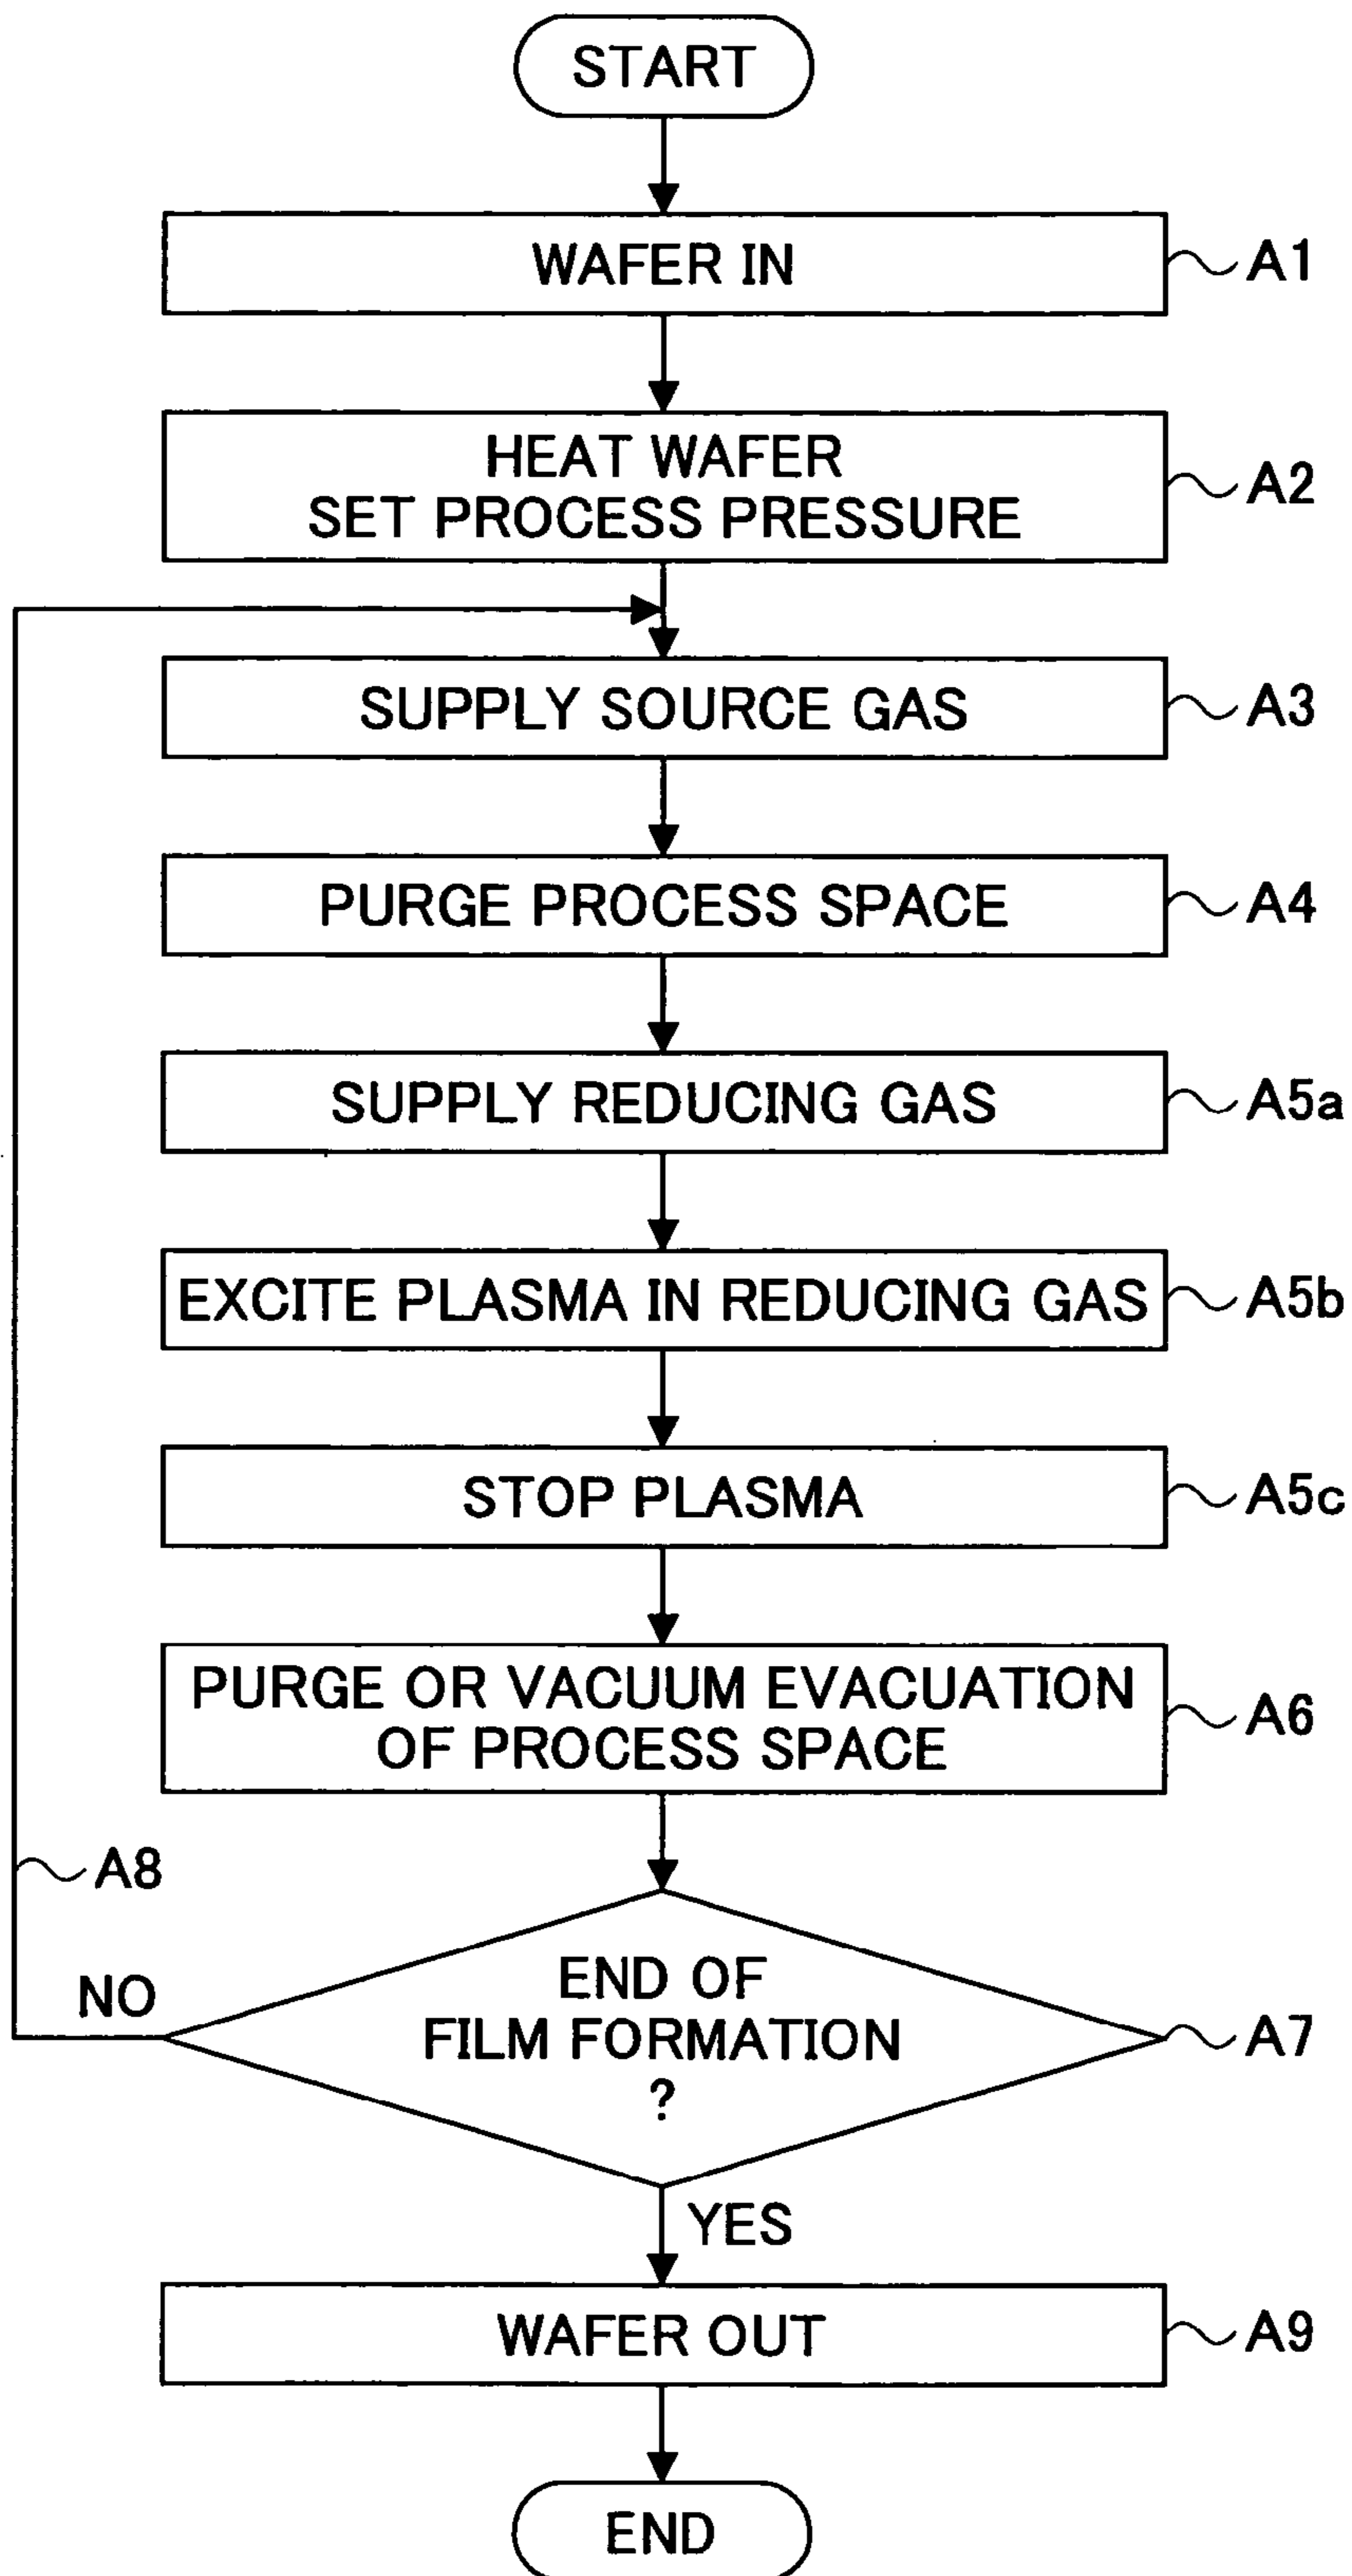 START
WAFER IN
A1
HEAT WAFER
SET PROCESS PRESSURE
A2
SUPPLY SOURCE GAS
A3
PURGE PROCESS SPACE
A4
SUPPLY REDUCING GAS
A5a
EXCITE PLASMA IN REDUCING GAS
A5b
STOP PLASMA
A5c
PURGE OR VACUUM EVACUATION
OF PROCESS SPACE
A6
A8
NO
END OF
FILM FORMATION
?
A7
YES
WAFER OUT
A9
END